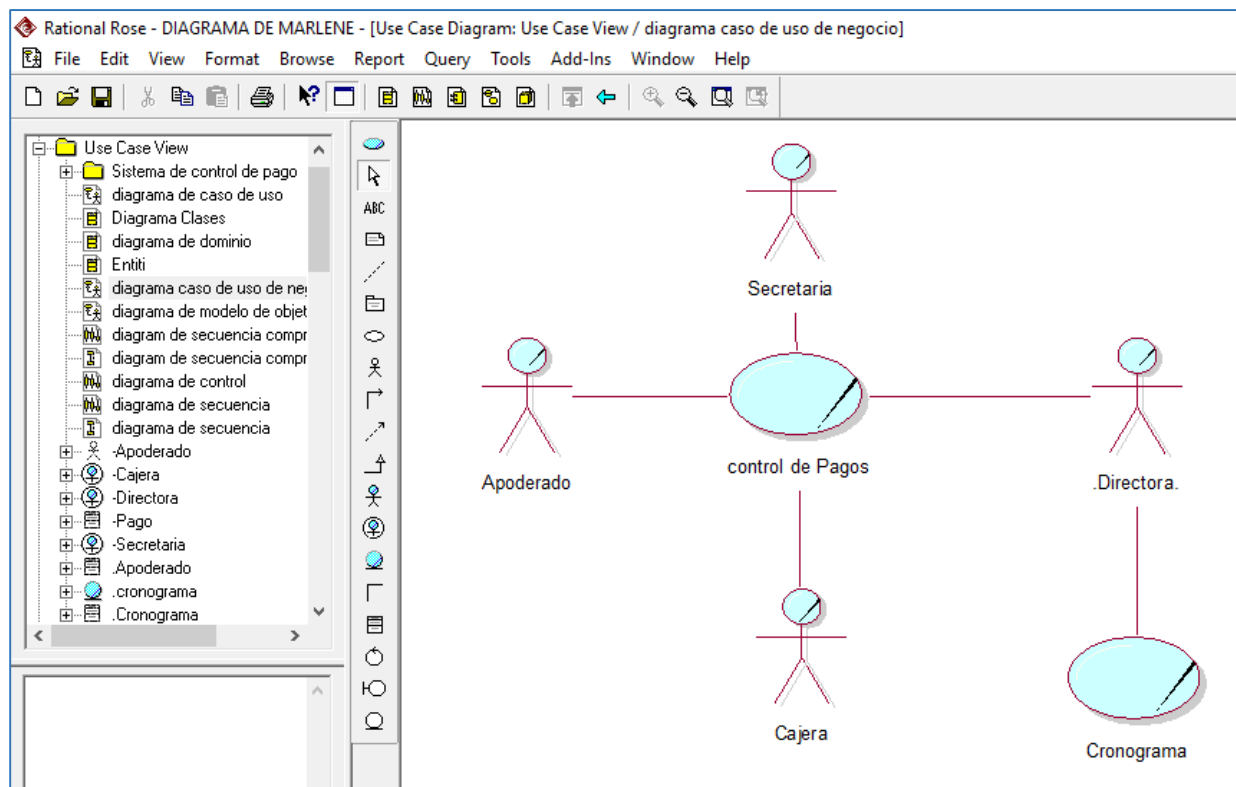 Rational Rose - DIAGRAMA DE MARLENE - [Use Case Diagram: Use Case View / diagrama caso de uso de negocio]
File Edit View Format Browse Report Query Tools Add-Ins Window Help
Use Case View
Sistema de control de pago
diagrama de caso de uso
Diagrama Clases
diagrama de dominio
Entiti
diagrama caso de uso de neg
diagrama de modelo de objet
diagram de secuencia compr
diagram de secuencia compr
diagrama de control
diagrama de secuencia
diagrama de secuencia
-Apoderado
-Cajera
-Directora
-Pago
-Secretaria
.Apoderado
.cronograma
.Cronograma
ABC
Secretaria
Apoderado
control de Pagos
.Directora.
Cajera
Cronograma